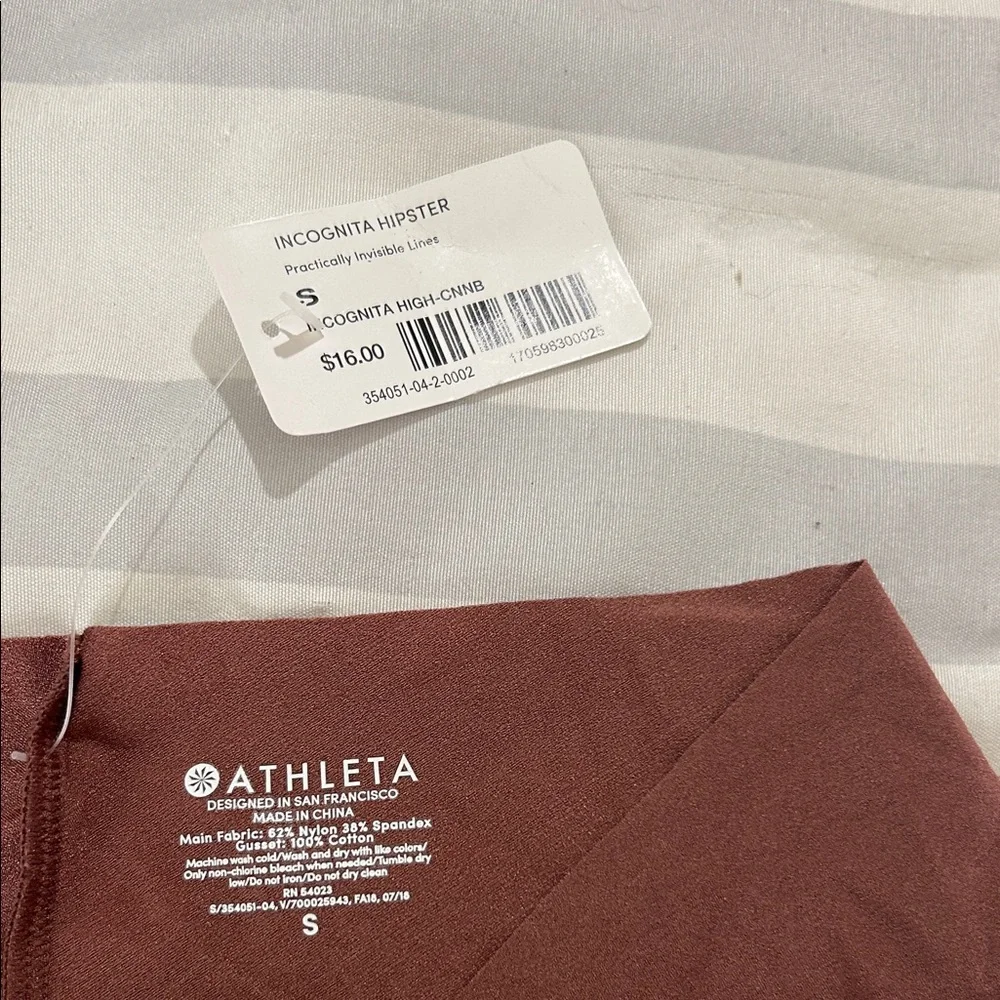 INCOGNITA HIPSTER
Practically Invisible Lines
S
INCOGNITA HIGH-CNNB
$16.00
354051-04-2-0002
170598300025
ATHLETA
DESIGNED IN SAN FRANCISCO
MADE IN CHINA
Main Fabric: 62% Nylon 38% Spandex
Gusset: 100% Cotton
Machine wash cold/Wash and dry with like colors/
Only non-chlorine bleach when needed/Tumble dry
low/Do not iron/Do not dry clean
RN 54023
S/354051-04, V/700025943, FA18, 07/18
S